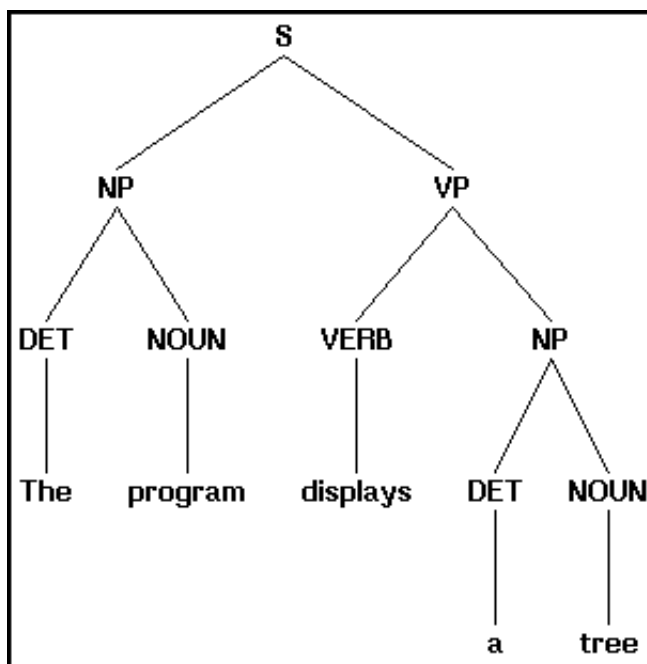 S
NP VP
DET NOUN VERB NP
The program displays DET NOUN
a tree